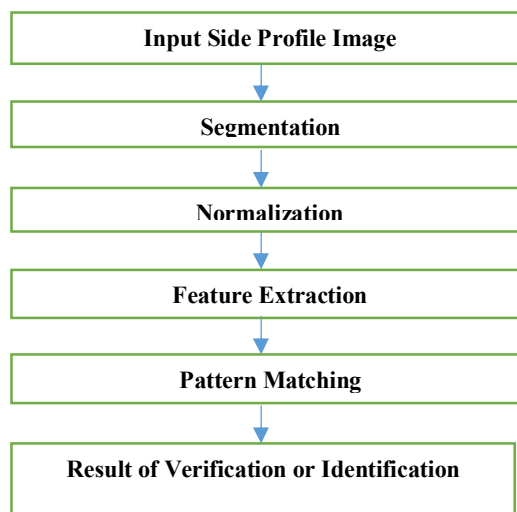 Input Side Profile Image
Segmentation
Normalization
Feature Extraction
Pattern Matching
Result of Verification or Identification